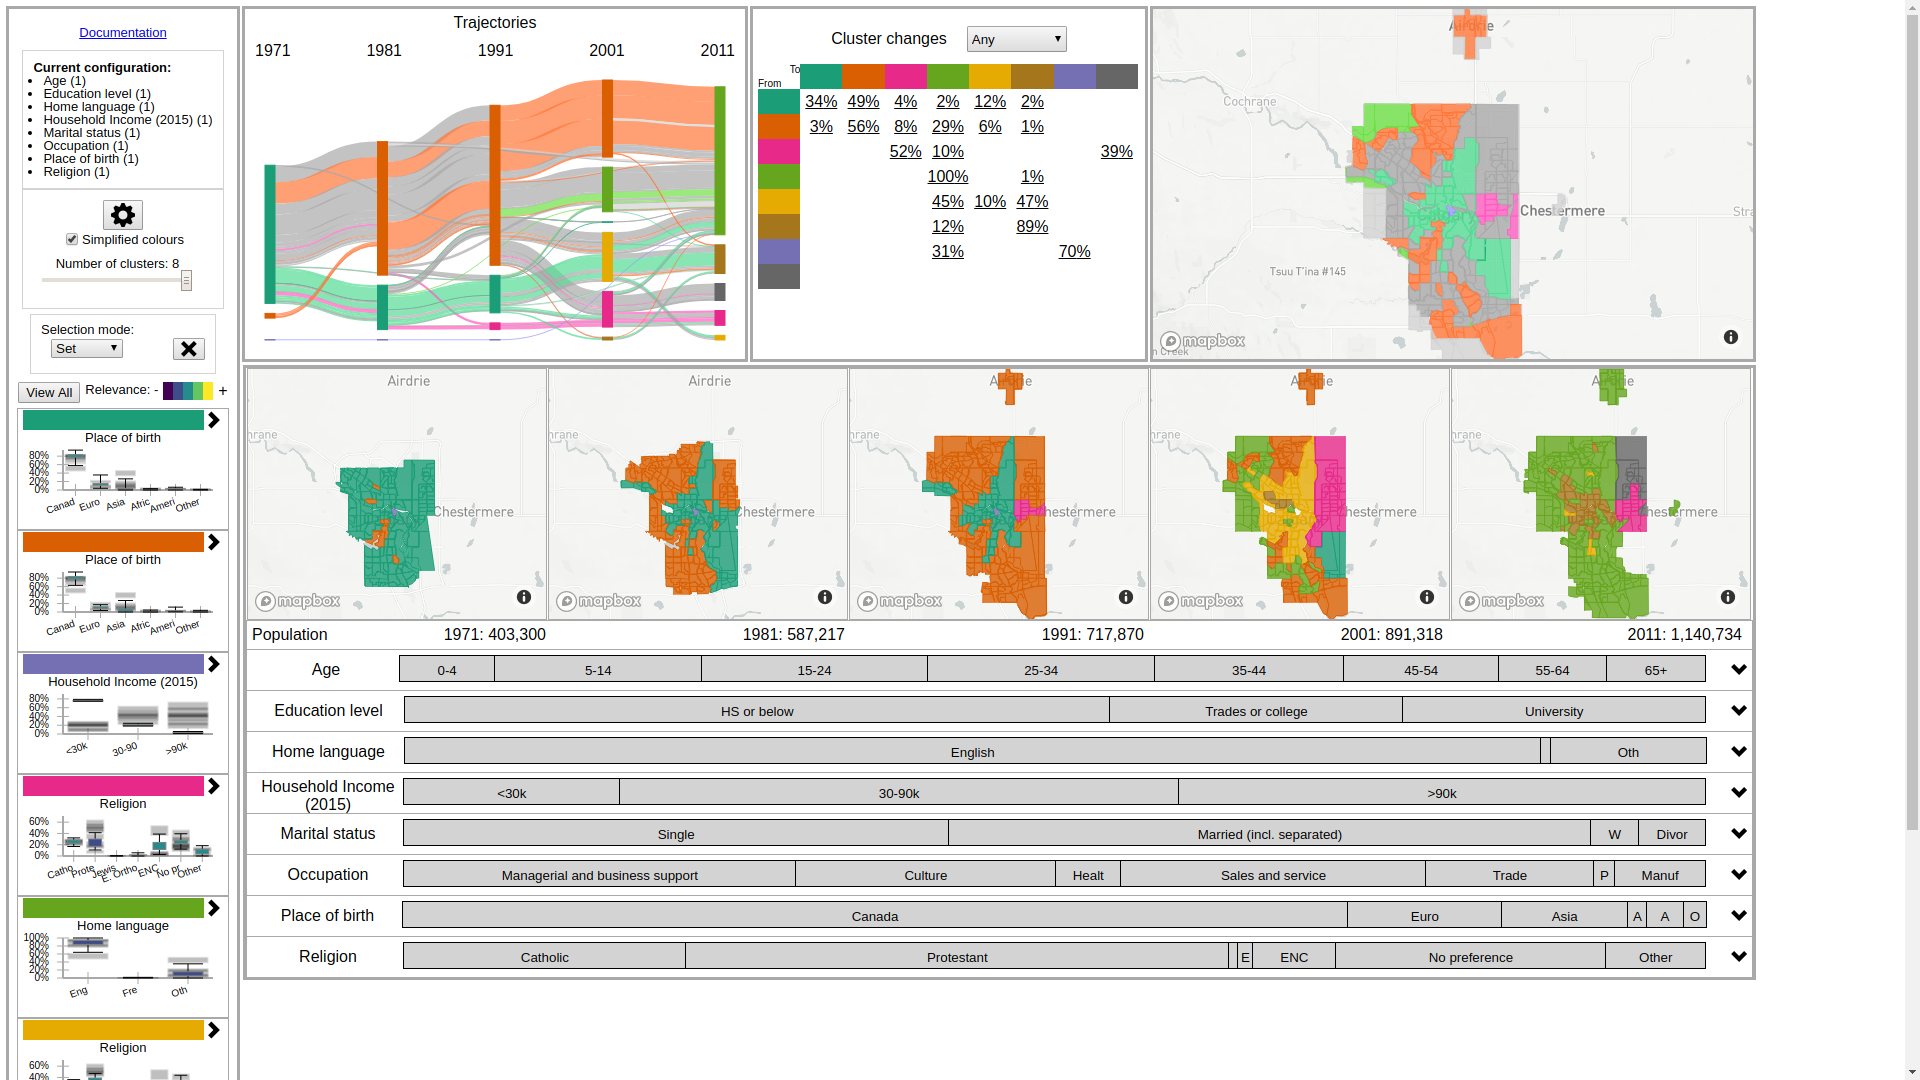 Documentation
Current configuration:
Age (1)
Education level (1)
Home language (1)
Household Income (2015) (1)
Marital status (1)
Occupation (1)
Place of birth (1)
Religion (1)
Simplified colours
Number of clusters: 8
Selection mode:
Set
View All
Relevance: - +
Place of birth
80%
60%
40%
20%
0%
Canad Euro Asia Afric Ameri Other
Place of birth
80%
60%
40%
20%
0%
Canad Euro Asia Afric Ameri Other
Household Income (2015)
80%
60%
40%
20%
0%
<30k 30-90 >90k
Religion
60%
40%
20%
0%
Catho Prote Jewis E. Ortho ENC No pr Other
Home language
100%
80%
60%
40%
20%
0%
Eng Fre Oth
Religion
60%
40%
Trajectories
1971 1981 1991 2001 2011
Cluster changes Any
To
From
34% 49% 4% 2% 12% 2%
3% 56% 8% 29% 6% 1%
52% 10% 39%
100% 1%
45% 10% 47%
12% 89%
31% 70%
Airdrie
Cochrane
Calgary
Chestermere
Stra
Tsuu T'ina #145
mapbox
n Creek
Airdrie Airdrie Airdrie Airdrie Airdrie
hrane hrane hrane hrane hrane
Chestermere Chestermere hestermere hestermere hestermere
mapbox mapbox mapbox mapbox mapbox
Population 1971: 403,300 1981: 587,217 1991: 717,870 2001: 891,318 2011: 1,140,734
Age 0-4 5-14 15-24 25-34 35-44 45-54 55-64 65+
Education level HS or below Trades or college University
Home language English Oth
Household Income (2015) <30k 30-90k >90k
Marital status Single Married (incl. separated) W Divor
Occupation Managerial and business support Culture Healt Sales and service Trade P Manuf
Place of birth Canada Euro Asia A A O
Religion Catholic Protestant E ENC No preference Other